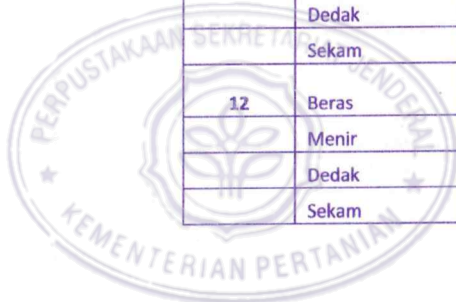 Dedak
Sekam
12 Beras
Menir
Dedak
Sekam
PERPUSTAKAAN SEKRETARIAT JENDERAL
KEMENTERIAN PERTANIAN